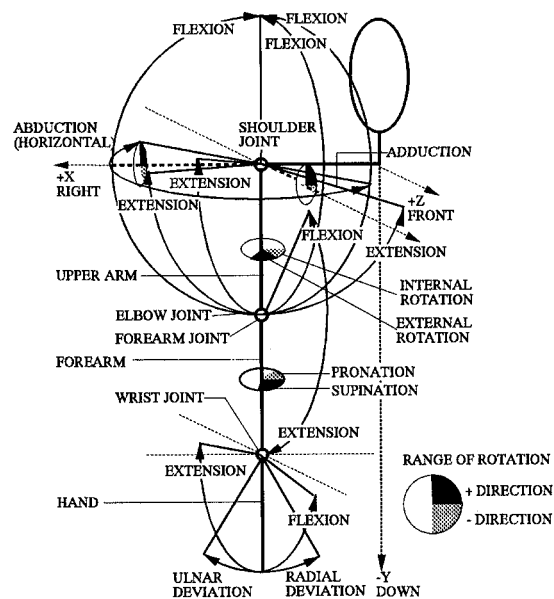 FLEXION
FLEXION
FLEXION
ABDUCTION
(HORIZONTAL)
SHOULDER
JOINT
ADDUCTION
+X
RIGHT
EXTENSION
EXTENSION
+Z
FRONT
FLEXION
EXTENSION
UPPER ARM
INTERNAL
ROTATION
ELBOW JOINT
EXTERNAL
ROTATION
FOREARM JOINT
FOREARM
PRONATION
SUPINATION
WRIST JOINT
EXTENSION
EXTENSION
RANGE OF ROTATION
+ DIRECTION
- DIRECTION
HAND
FLEXION
ULNAR
DEVIATION
RADIAL
DEVIATION
-Y
DOWN